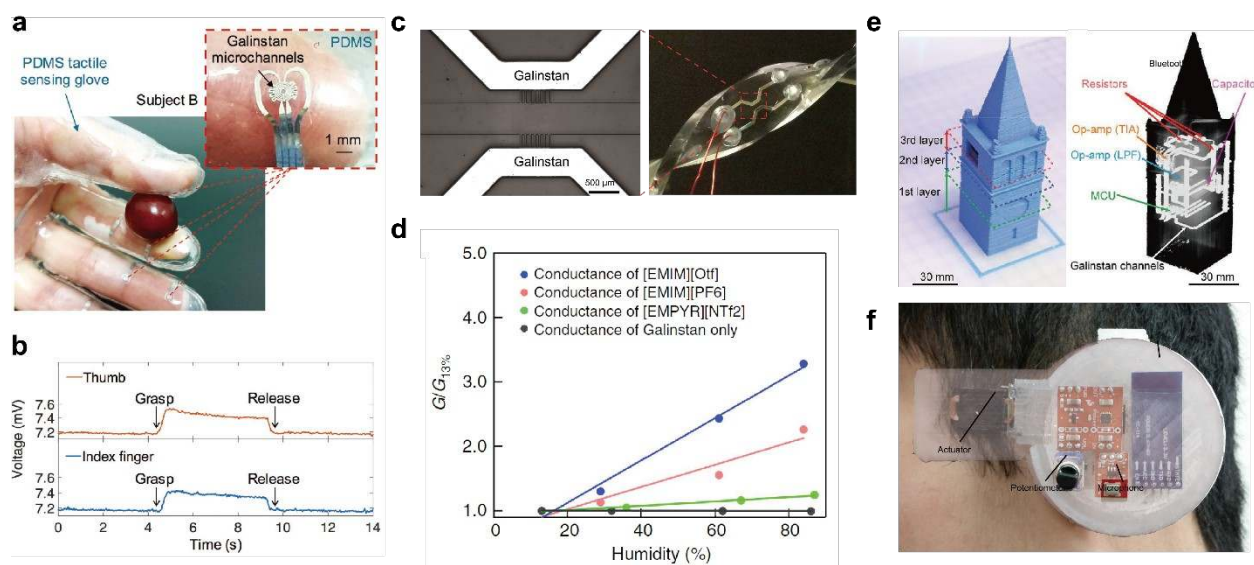 a
PDMS tactile
sensing glove
Subject B
Galinstan
microchannels
PDMS
1 mm
b
Thumb
Grasp
Release
7.6
7.4
7.2
Voltage (mV)
Index finger
Grasp
Release
7.6
7.4
7.2
0
2
4
6
8
10
12
14
Time (s)
c
Galinstan
Galinstan
500 μm
d
5.0
4.0
3.0
2.0
1.0
G/G13%
Conductance of [EMIM][Otf]
Conductance of [EMIM][PF6]
Conductance of [EMPYR][NTf2]
Conductance of Galinstan only
0
20
40
60
80
Humidity (%)
e
3rd layer
2nd layer
1st layer
30 mm
Bluetooth
Resistors
Capacito
Op-amp (TIA)
Op-amp (LPF)
MCU
Galinstan channels
30 mm
f
Actuator
Potentiomete
Microphone